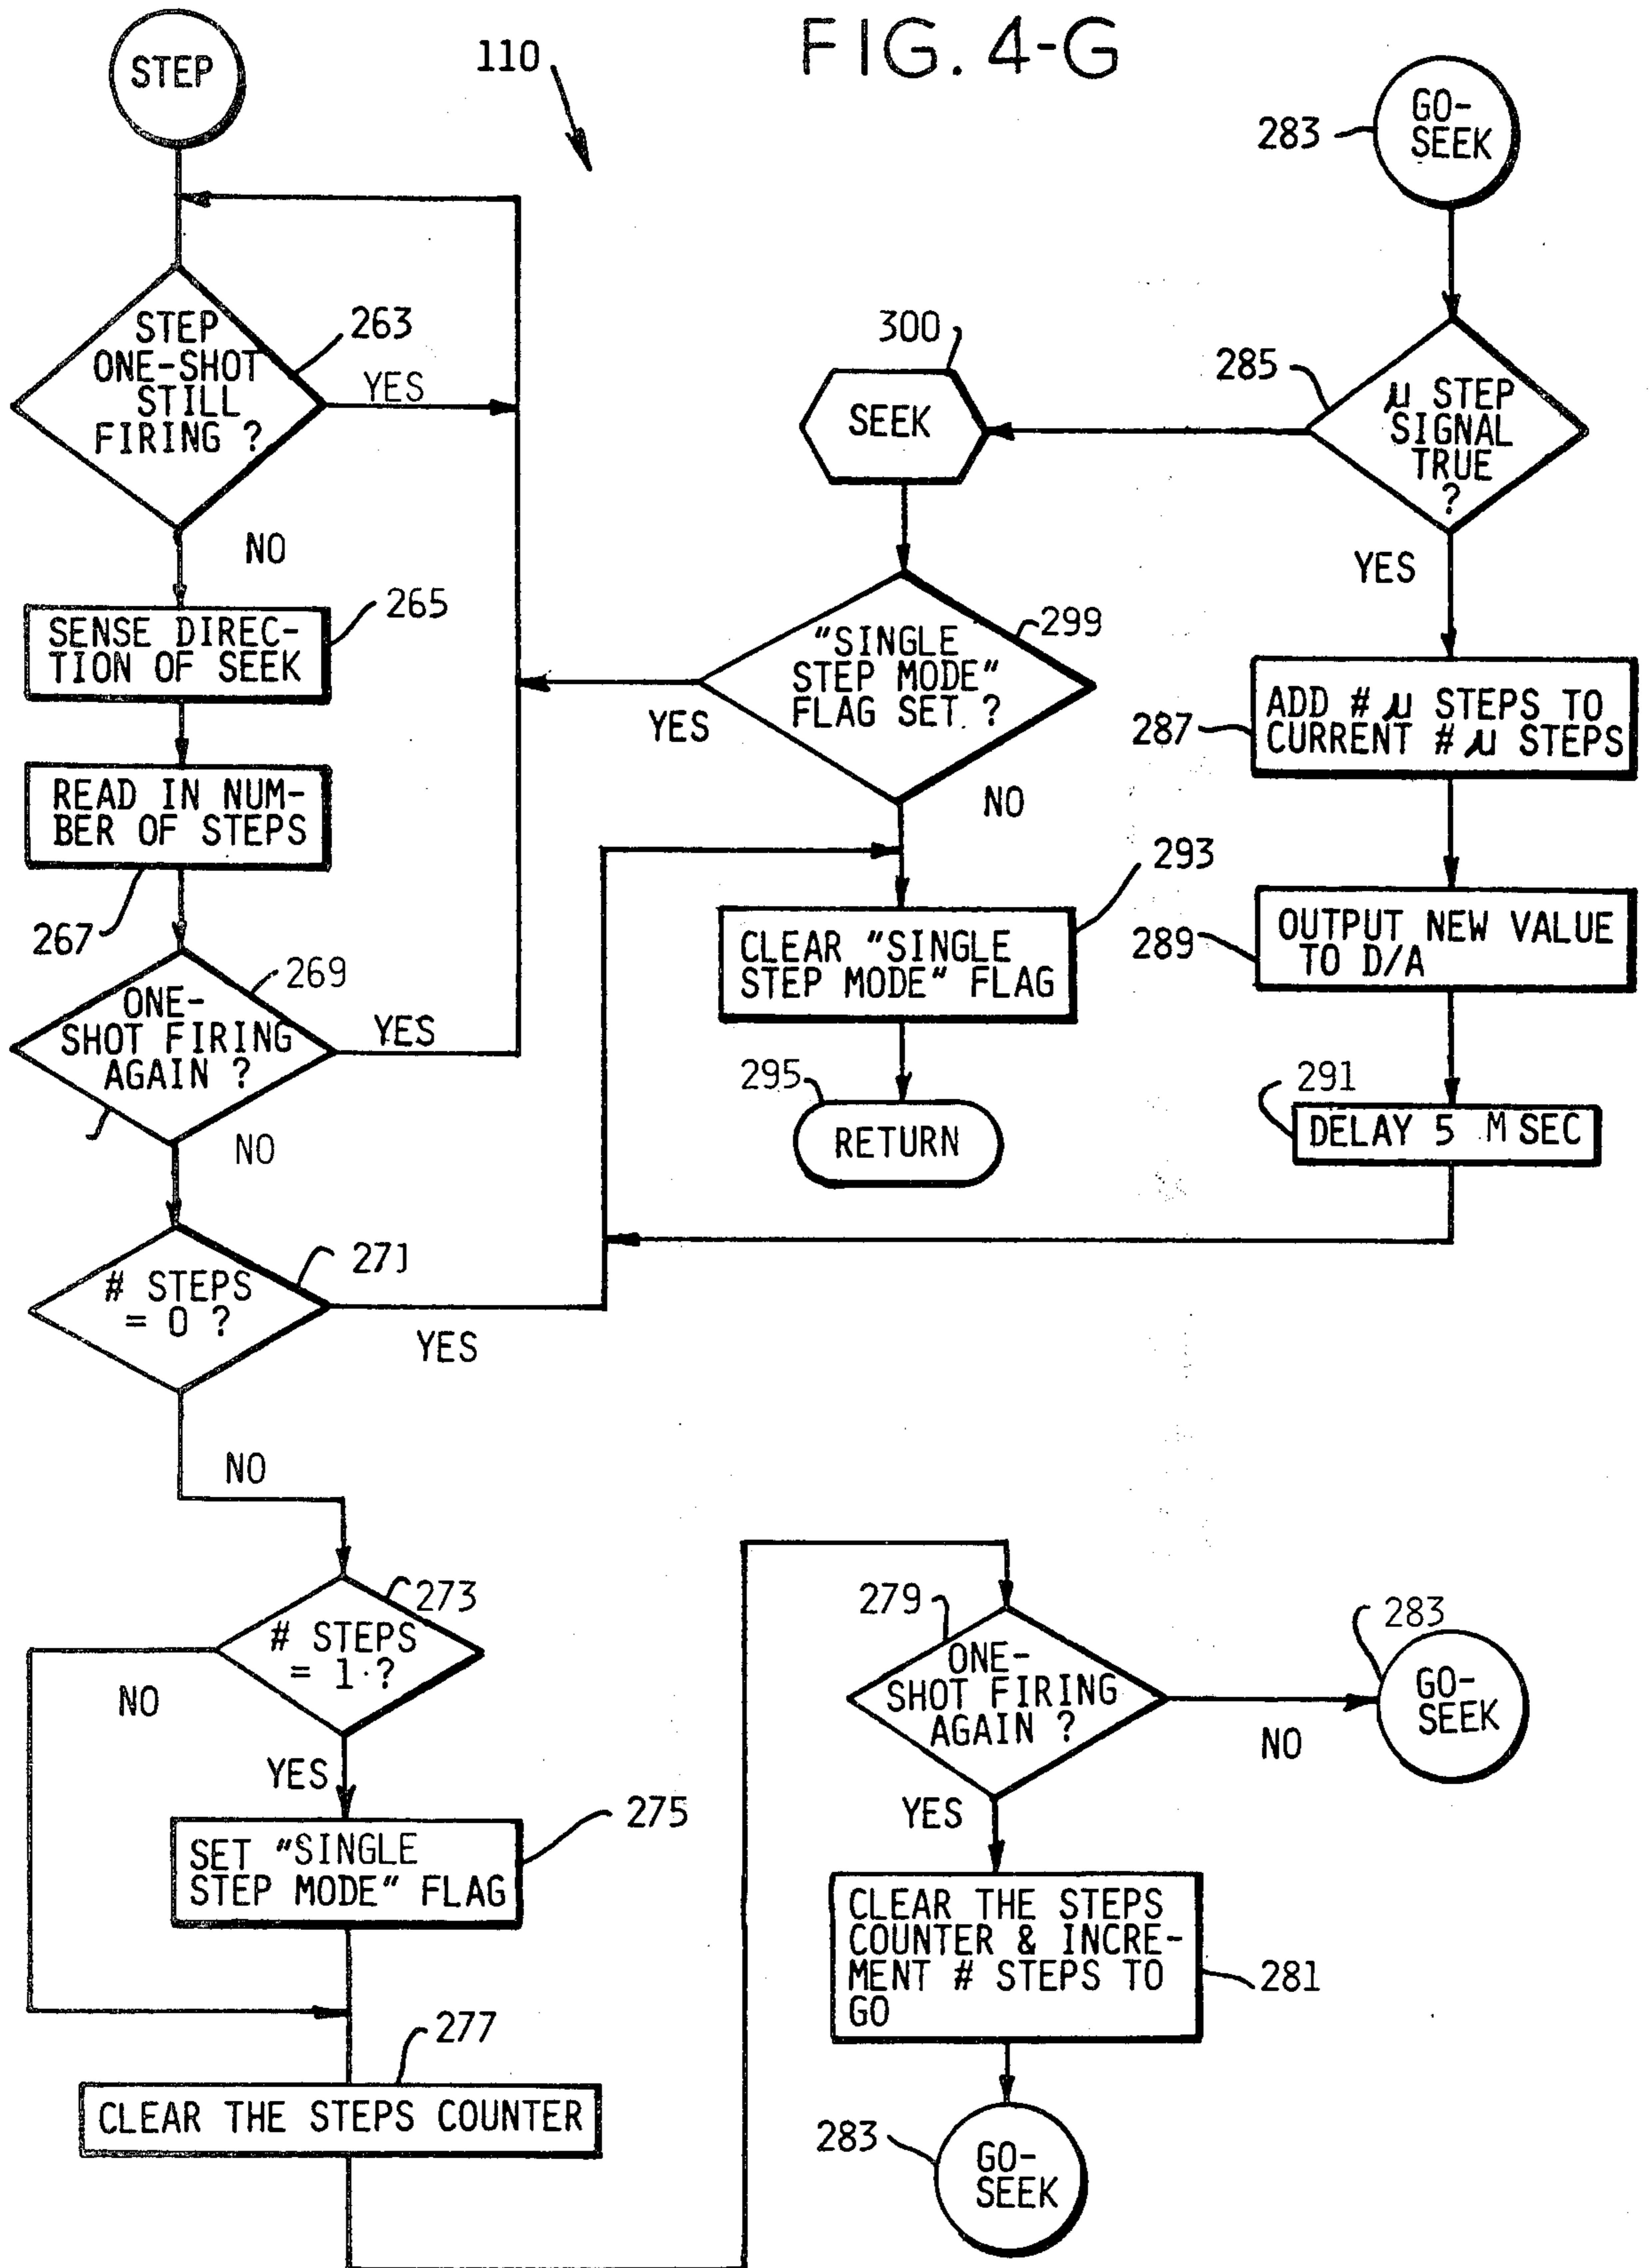 FIG. 4-G
110
STEP
STEP
ONE-SHOT
STILL
FIRING ?
263
YES
NO
SENSE DIREC-
TION OF SEEK
265
READ IN NUM-
BER OF STEPS
267
ONE-
SHOT FIRING
AGAIN ?
269
YES
NO
# STEPS
= 0 ?
271
YES
NO
# STEPS
= 1 ?
273
NO
YES
SET "SINGLE
STEP MODE" FLAG
275
277
CLEAR THE STEPS COUNTER
300
SEEK
"SINGLE
STEP MODE"
FLAG SET ?
299
YES
NO
293
CLEAR "SINGLE
STEP MODE" FLAG
295
RETURN
283
GO-
SEEK
285
μ STEP
SIGNAL
TRUE
?
YES
287
ADD # μ STEPS TO
CURRENT # μ STEPS
289
OUTPUT NEW VALUE
TO D/A
291
DELAY 5 M SEC
279
ONE-
SHOT FIRING
AGAIN ?
NO
283
GO-
SEEK
YES
CLEAR THE STEPS
COUNTER & INCRE-
MENT # STEPS TO
GO
281
283
GO-
SEEK